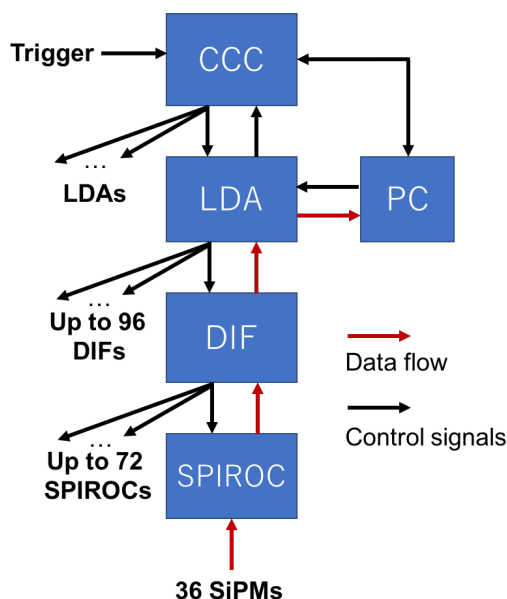 Trigger
CCC
...
LDAs
LDA
PC
...
Up to 96
DIFs
DIF
Data flow
Control signals
...
Up to 72
SPIROCs
SPIROC
36 SiPMs